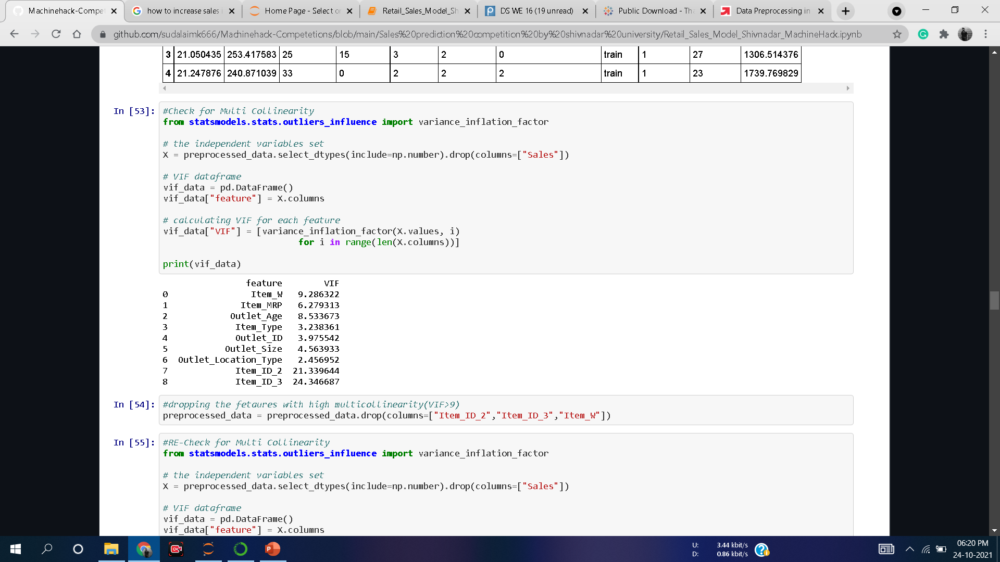 Machinehack-Compet
how to increase sales i
Home Page - Select or
Retail_Sales_Model_Sh
DS WE 16 (19 unread)
Public Download - Tha
Data Preprocessing in
github.com/sudalaimk666/Machinehack-Competetions/blob/main/Sales%20prediction%20competition%20by%20shivnadar%20university/Retail_Sales_Model_Shivnadar_MachineHack.ipynb
3 21.050435 253.417583 25 15 3 2 0 train 1 27 1306.514376
4 21.247876 240.871039 33 0 2 2 2 train 1 23 1739.769829
In [53]: #Check for Multi Collinearity
from statsmodels.stats.outliers_influence import variance_inflation_factor
# the independent variables set
X = preprocessed_data.select_dtypes(include=np.number).drop(columns=["Sales"])
# VIF dataframe
vif_data = pd.DataFrame()
vif_data["feature"] = X.columns
# calculating VIF for each feature
vif_data["VIF"] = [variance_inflation_factor(X.values, i)
for i in range(len(X.columns))]
print(vif_data)
feature VIF
0 Item_W 9.286322
1 Item_MRP 6.279313
2 Outlet_Age 8.533673
3 Item_Type 3.238361
4 Outlet_ID 3.975542
5 Outlet_Size 4.563933
6 Outlet_Location_Type 2.456952
7 Item_ID_2 21.339644
8 Item_ID_3 24.346687
In [54]: #dropping the fetaures with high multicollinearity(VIF>9)
preprocessed_data = preprocessed_data.drop(columns=["Item_ID_2","Item_ID_3","Item_W"])
In [55]: #RE-Check for Multi Collinearity
from statsmodels.stats.outliers_influence import variance_inflation_factor
# the independent variables set
X = preprocessed_data.select_dtypes(include=np.number).drop(columns=["Sales"])
# VIF dataframe
vif_data = pd.DataFrame()
vif_data["feature"] = X.columns
U: 3.44 kbit/s
D: 0.86 kbit/s
06:20 PM
24-10-2021